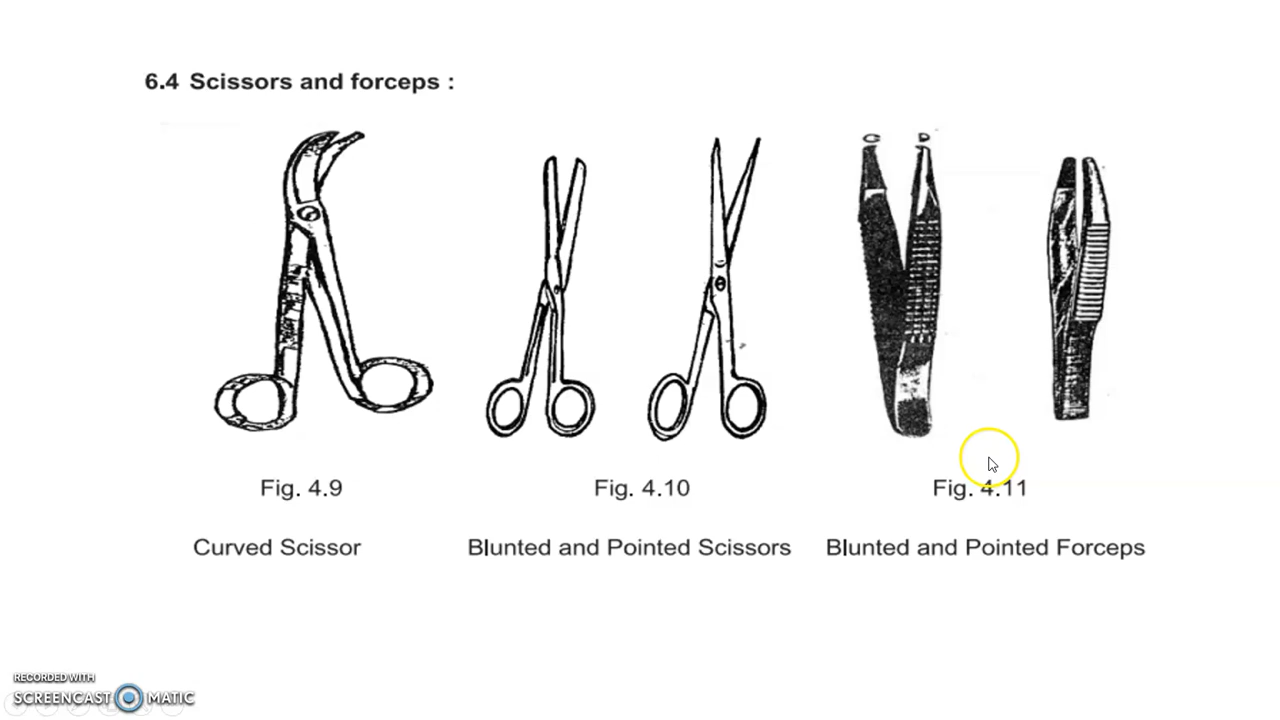 6.4 Scissors and forceps :
C D
Fig. 4.9
Fig. 4.10
Fig. 4.11
Curved Scissor
Blunted and Pointed Scissors
Blunted and Pointed Forceps
RECORDED WITH
SCREENCAST MATIC